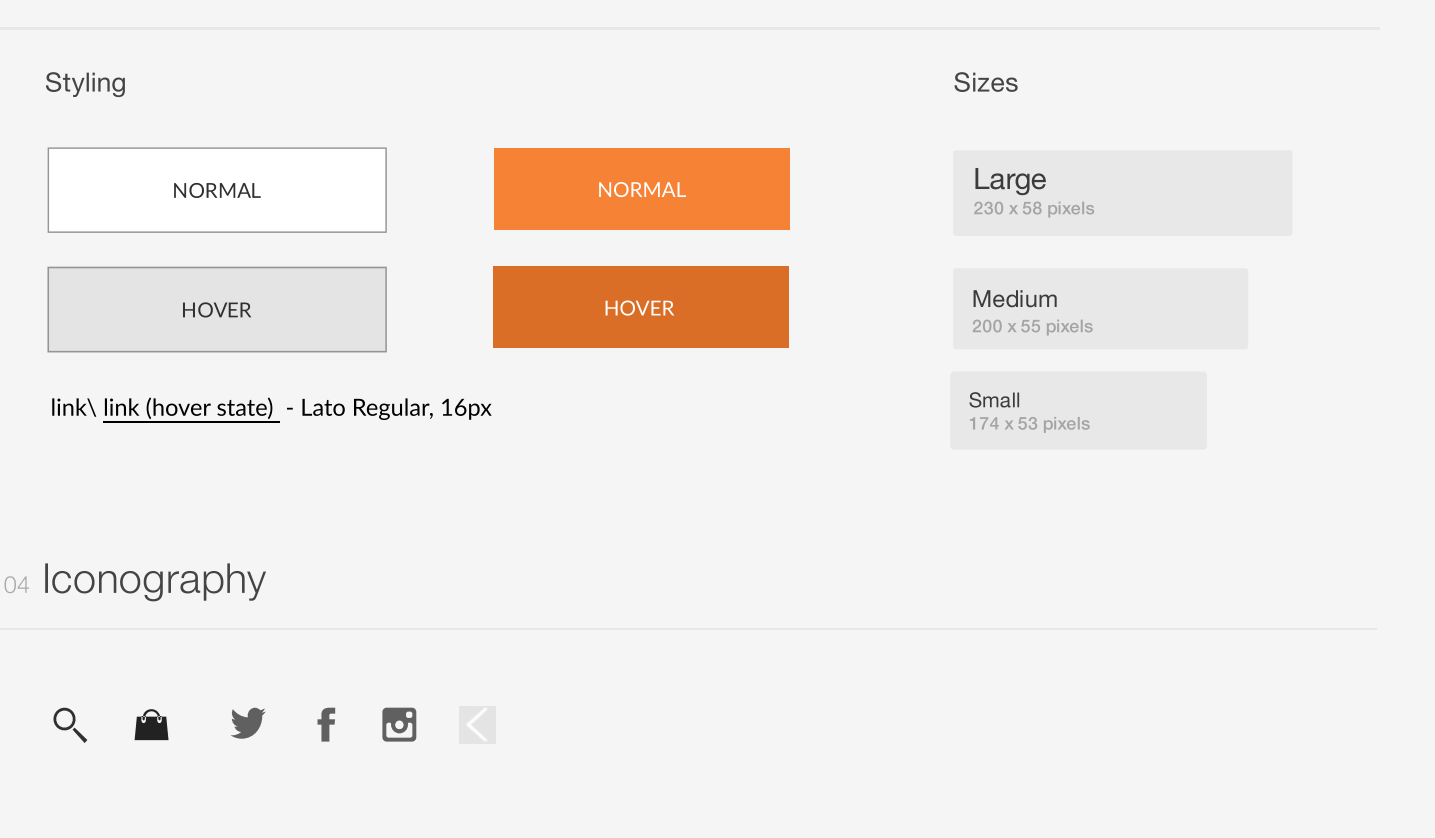 Styling
Sizes
NORMAL
NORMAL
HOVER
HOVER
link\ link (hover state)  - Lato Regular, 16px
Large
230 x 58 pixels
Medium
200 x 55 pixels
Small
174 x 53 pixels
04 Iconography